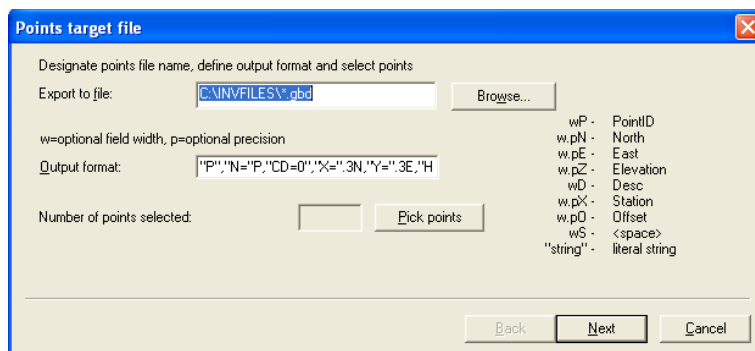 Points target file
Designate points file name, define output format and select points
Export to file:
C:\INVFILES\*.gbd
Browse...
w=optional field width, p=optional precision
Output format:
"P","N="P,"CD=0","X=".3N,"Y=".3E,"H
Number of points selected:
Pick points
wP - PointID
w.pN - North
w.pE - East
w.pZ - Elevation
wD - Desc
w.pX - Station
w.pO - Offset
wS - <space>
"string" - literal string
Back
Next
Cancel